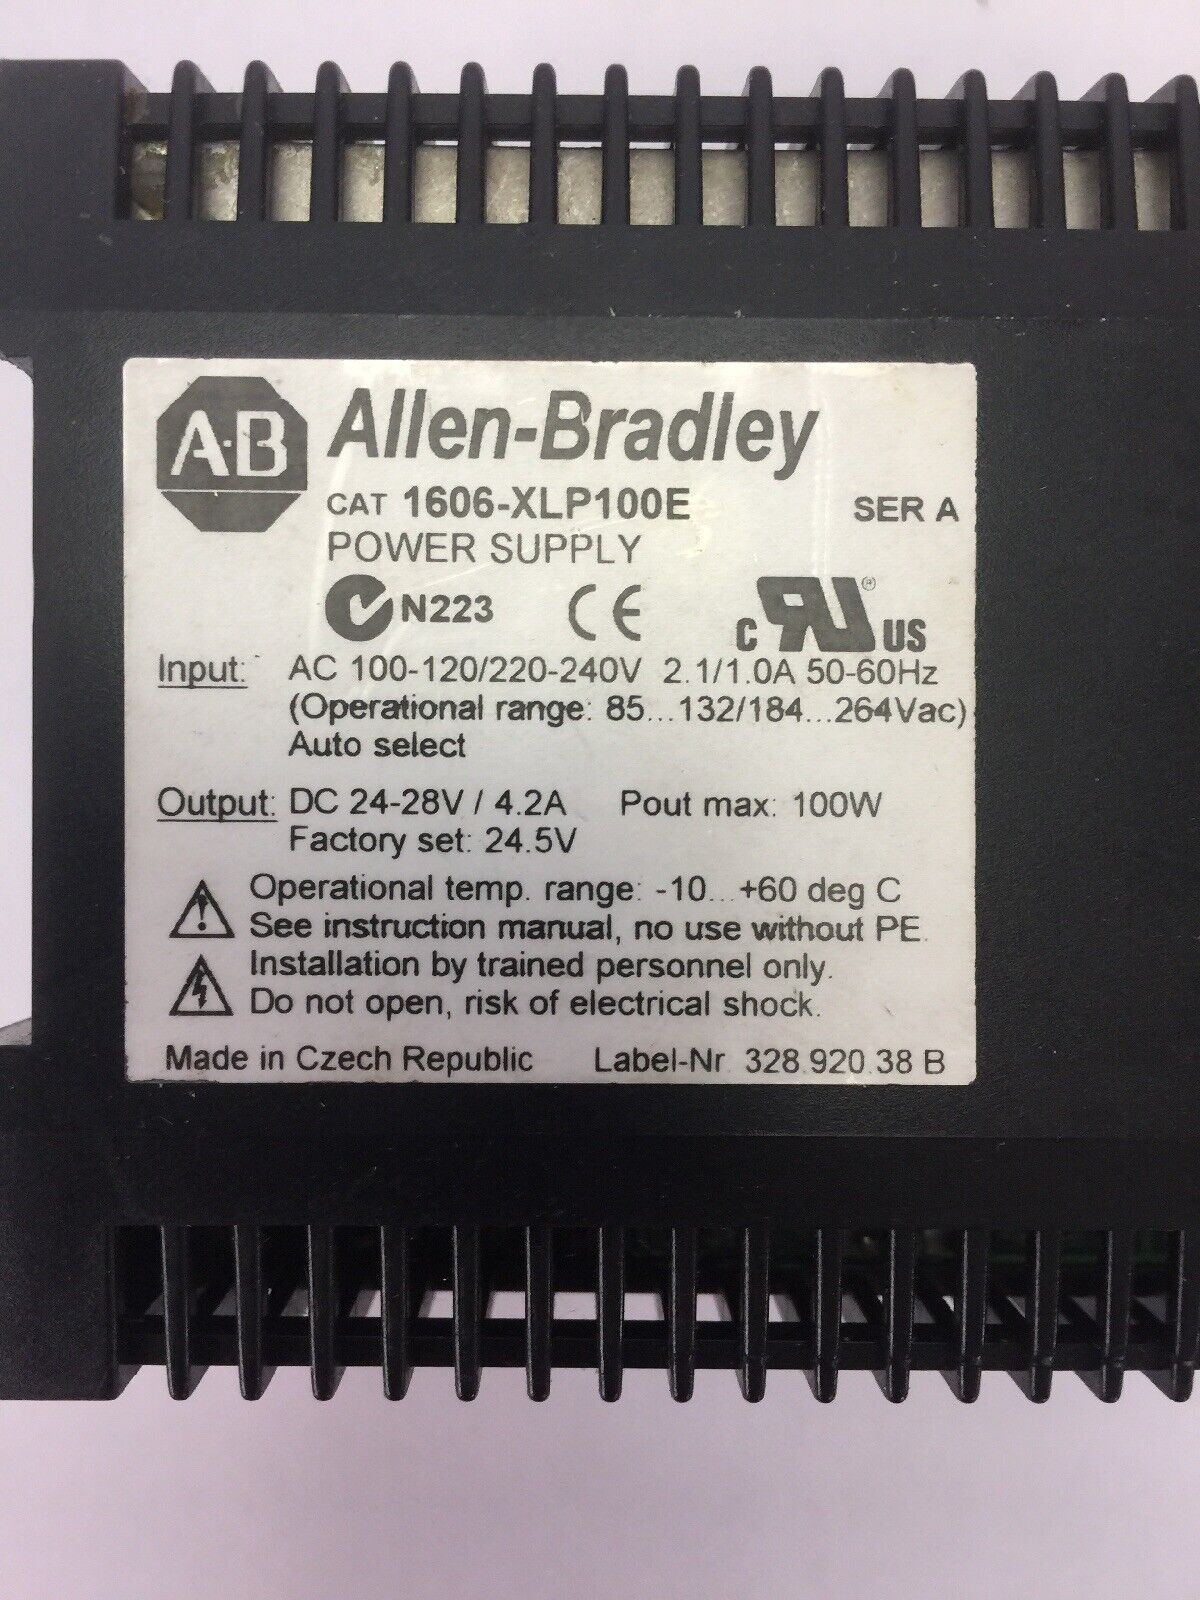 A-B Allen-Bradley
CAT 1606-XLP100E SER A
POWER SUPPLY
N223 CE c RU ® US
Input: AC 100-120/220-240V 2.1/1.0A 50-60Hz
(Operational range: 85...132/184...264Vac)
Auto select
Output: DC 24-28V / 4.2A Pout max: 100W
Factory set: 24.5V
Operational temp. range: -10...+60 deg C
See instruction manual, no use without PE.
Installation by trained personnel only.
Do not open, risk of electrical shock.
Made in Czech Republic Label-Nr. 328.920.38 B